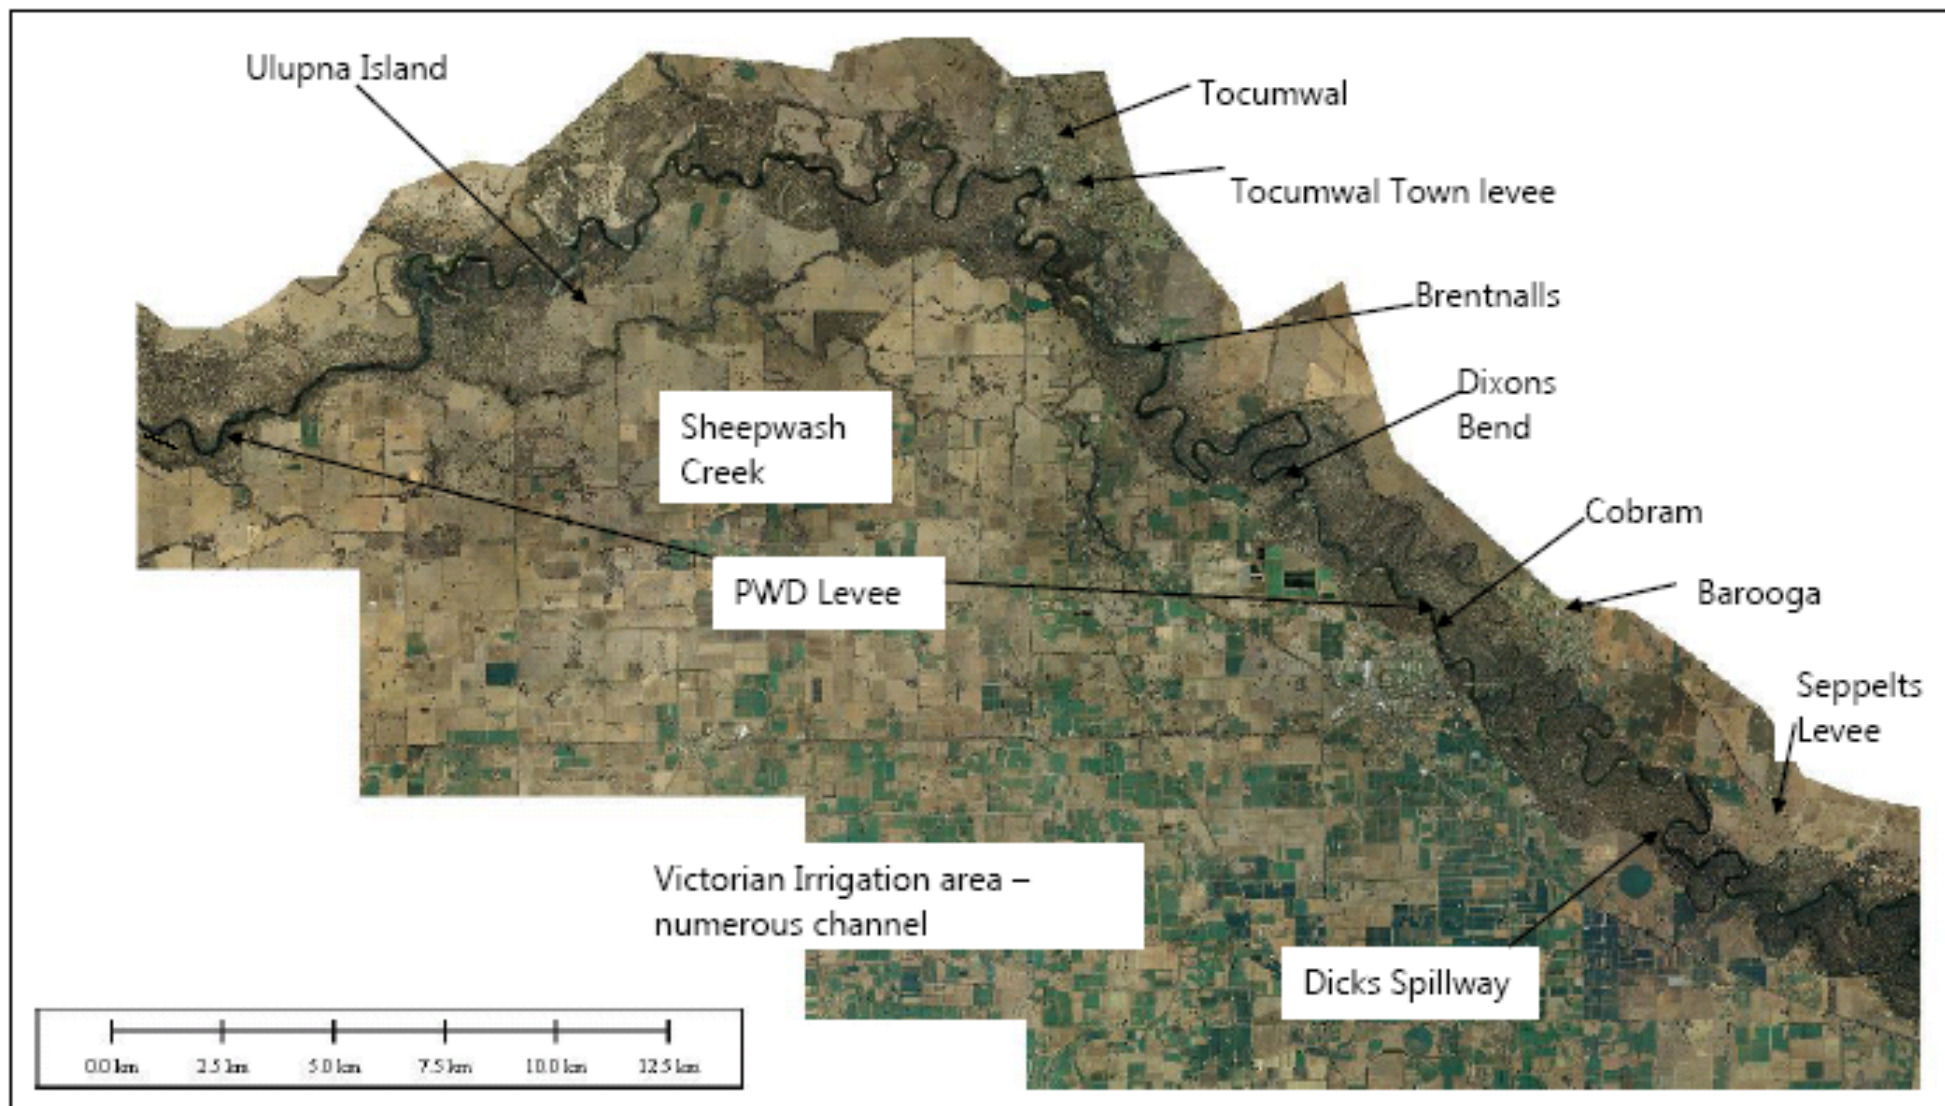 Ulupna Island
Tocumwal
Tocumwal Town levee
Brentnalls
Dixons
Bend
Sheepwash
Creek
Cobram
PWD Levee
Barooga
Seppelts
Levee
Victorian Irrigation area –
numerous channel
Dicks Spillway
0.0 km 2.5 km 5.0 km 7.5 km 10.0 km 12.5 km